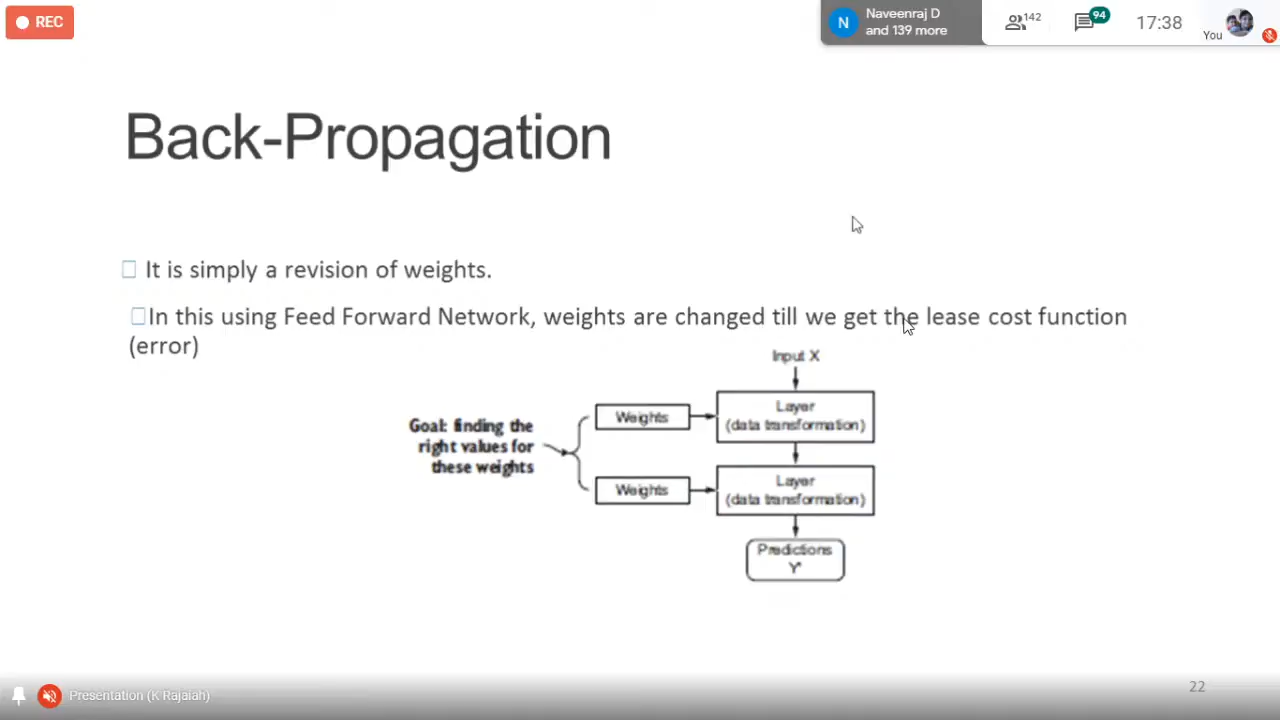 REC
N
Naveenraj D
and 139 more
142
94
17:38
You
Back-Propagation
It is simply a revision of weights.
In this using Feed Forward Network, weights are changed till we get the lease cost function
(error)
Input X
Goal: finding the
right values for
these weights
Weights
Layer
(data transformation)
Weights
Layer
(data transformation)
Predictions
Y'
Presentation (K Rajaiah)
22